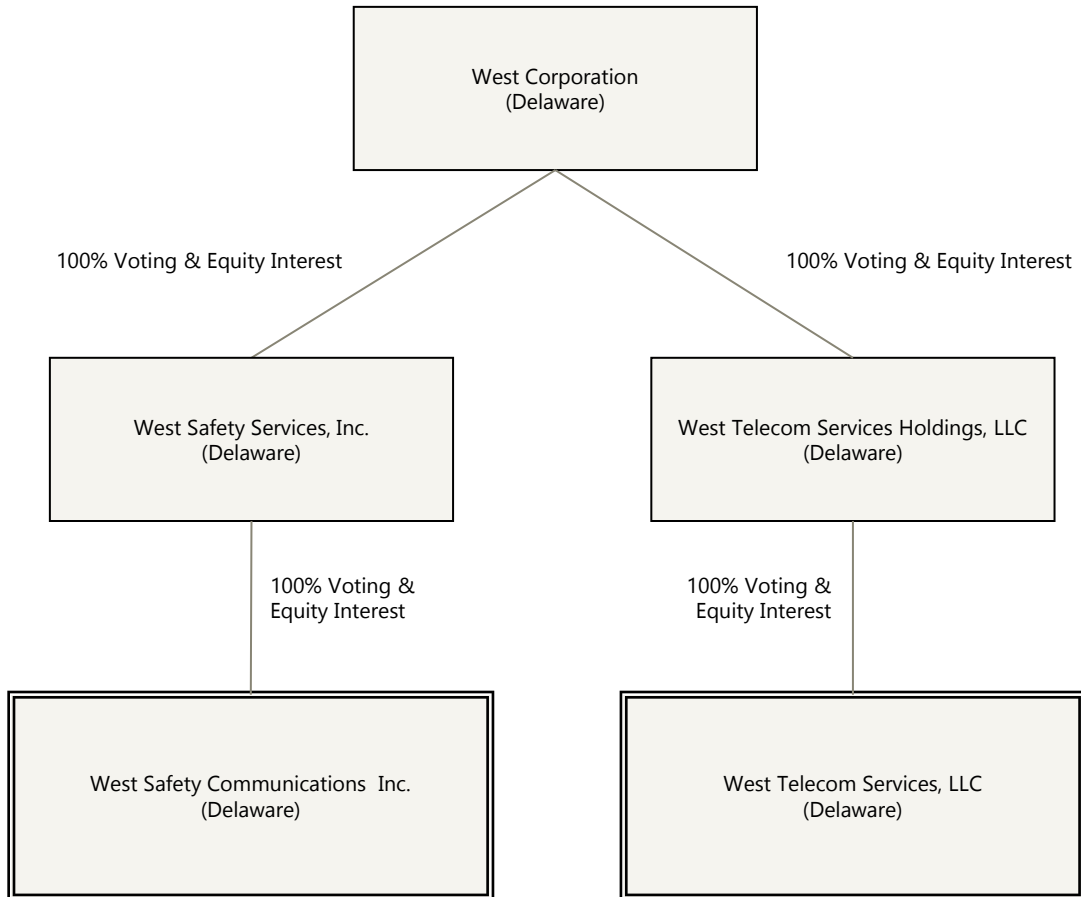 West Corporation
(Delaware)
100% Voting & Equity Interest
100% Voting & Equity Interest
West Safety Services, Inc.
(Delaware)
West Telecom Services Holdings, LLC
(Delaware)
100% Voting &
Equity Interest
100% Voting &
Equity Interest
West Safety Communications  Inc.
(Delaware)
West Telecom Services, LLC
(Delaware)